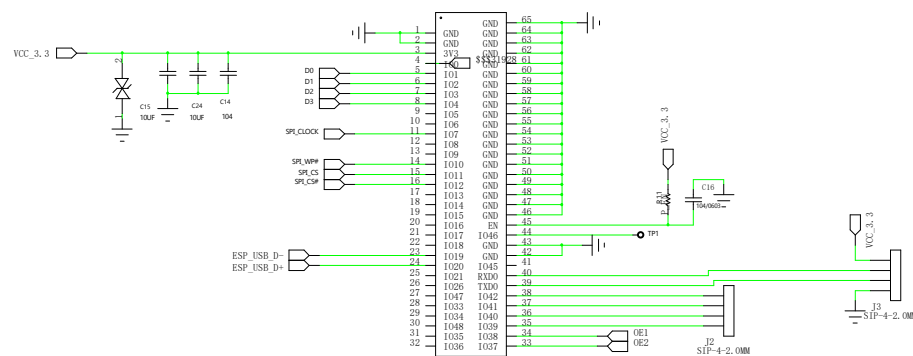 VCC_3.3
C15
10UF
C24
10UF
C14
104
D0
D1
D2
D3
SPI_CLOCK
SPI_WP#
SPI_CS
SPI_CS#
ESP_USB_D-
ESP_USB_D+
1 GND
2 GND
3 3V3
4 IO0
5 IO1
6 IO2
7 IO3
8 IO4
9 IO5
10 IO6
11 IO7
12 IO8
13 IO9
14 IO10
15 IO11
16 IO12
17 IO13
18 IO14
19 IO15
20 IO16
21 IO17
22 IO18
23 IO19
24 IO20
25 IO21
26 IO26
27 IO47
28 IO33
29 IO34
30 IO48
31 IO35
32 IO36
GND 65
GND 64
GND 63
GND 62
GND 61
$$$31928
GND 60
GND 59
GND 58
GND 57
GND 56
GND 55
GND 54
GND 53
GND 52
GND 51
GND 50
GND 49
GND 48
GND 47
GND 46
EN 45
IO46 44
GND 43
GND 42
IO45 41
RXD0 40
TXD0 39
IO42 38
IO41 37
IO40 36
IO39 35
IO38 34
IO37 33
VCC_3.3
R11
C16
104/0603
TP1
OE1
OE2
J2
SIP-4-2.0MM
VCC_3.3
J3
SIP-4-2.0MM